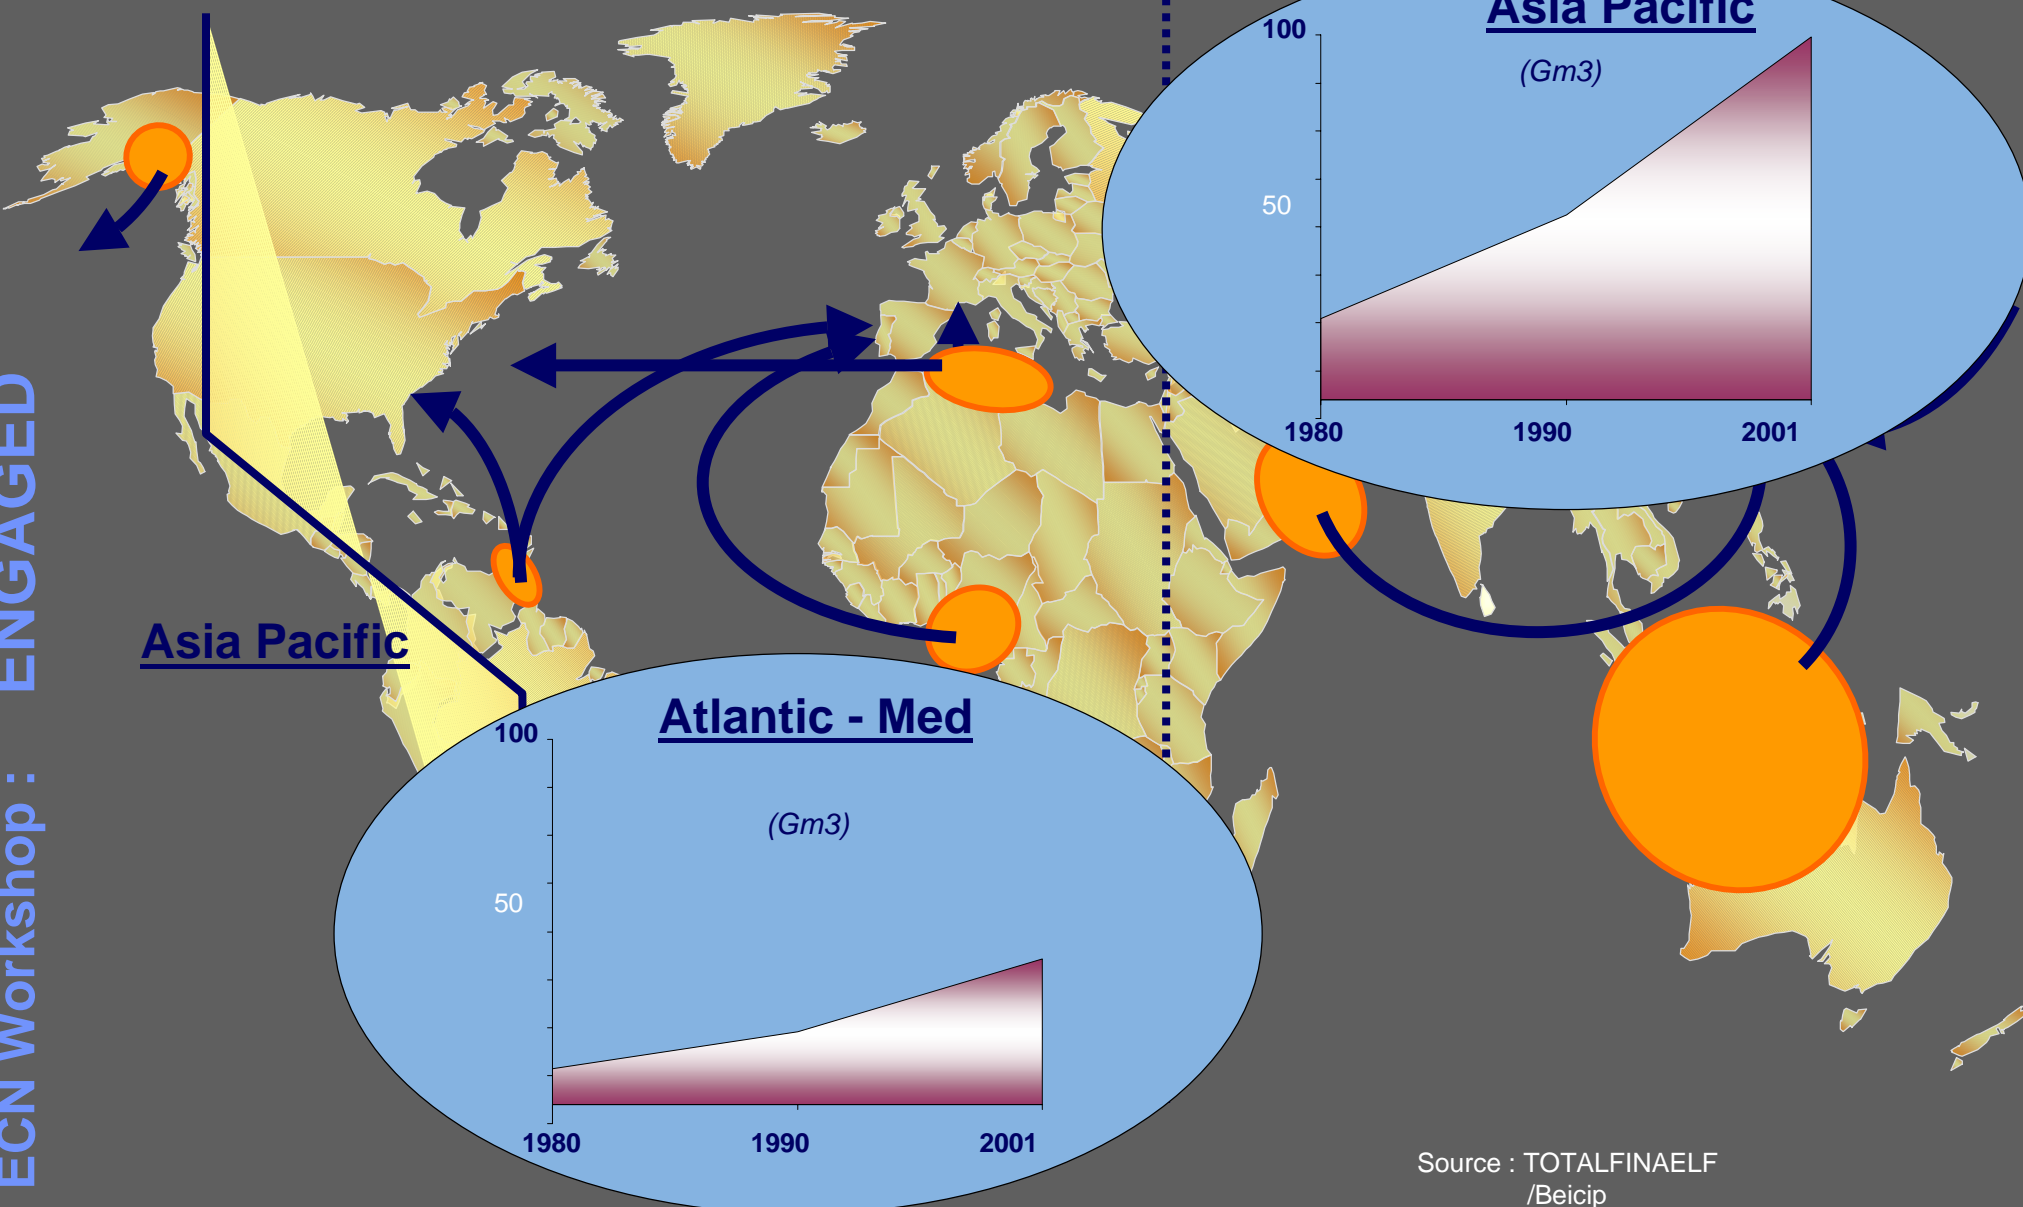 ECN Workshop : ENGAGED
Asia Pacific
(Gm3)
100
50
1980 1990 2001
Asia Pacific
Atlantic - Med
(Gm3)
100
50
1980 1990 2001
Source : TOTALFINAELF
/Beicip